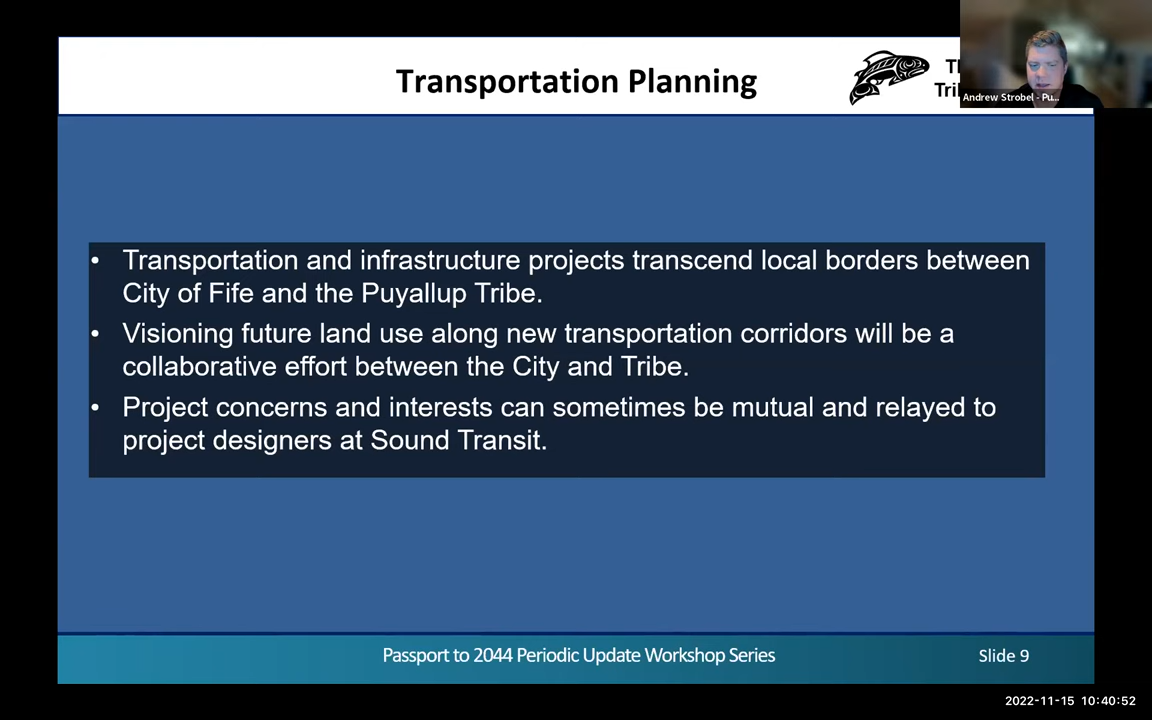 Transportation Planning
Andrew Strobel - Pu...
• Transportation and infrastructure projects transcend local borders between
City of Fife and the Puyallup Tribe.
• Visioning future land use along new transportation corridors will be a
collaborative effort between the City and Tribe.
• Project concerns and interests can sometimes be mutual and relayed to
project designers at Sound Transit.
Passport to 2044 Periodic Update Workshop Series
Slide 9
2022-11-15 10:40:52